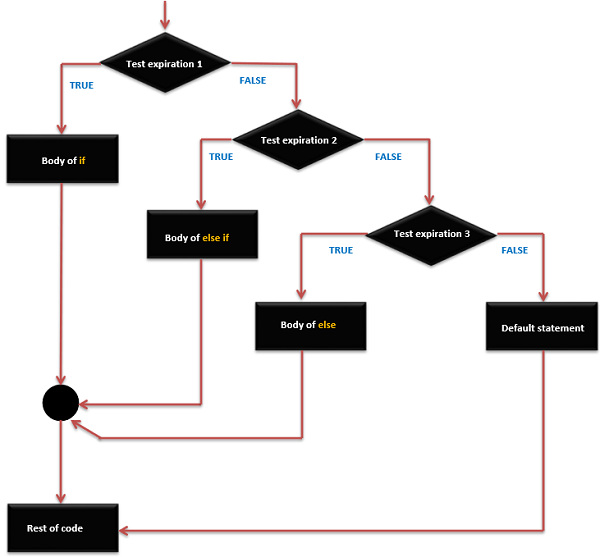 Test expiration 1
TRUE
FALSE
Test expiration 2
Body of if
TRUE
FALSE
Test expiration 3
Body of else if
TRUE
FALSE
Body of else
Default statement
Rest of code